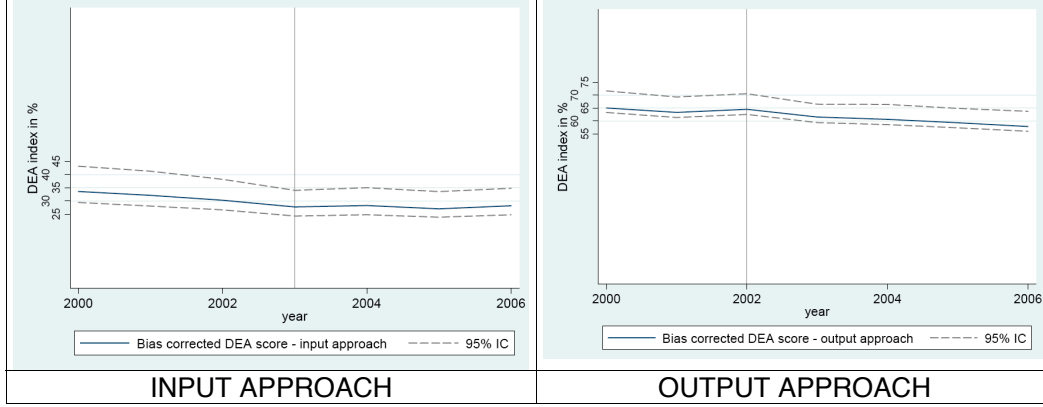 DEA index in %
25 30 35 40 45
2000 2002 2004 2006
year
Bias corrected DEA score - input approach 95% IC
DEA index in %
55 60 65 70 75
2000 2002 2004 2006
year
Bias corrected DEA score - output approach 95% IC
INPUT APPROACH
OUTPUT APPROACH